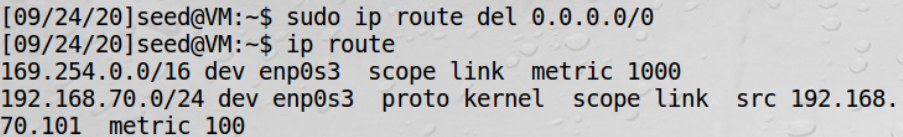 [09/24/20]seed@VM:~$ sudo ip route del 0.0.0.0/0
[09/24/20]seed@VM:~$ ip route
169.254.0.0/16 dev enp0s3  scope link  metric 1000
192.168.70.0/24 dev enp0s3  proto kernel  scope link  src 192.168.
70.101  metric 100